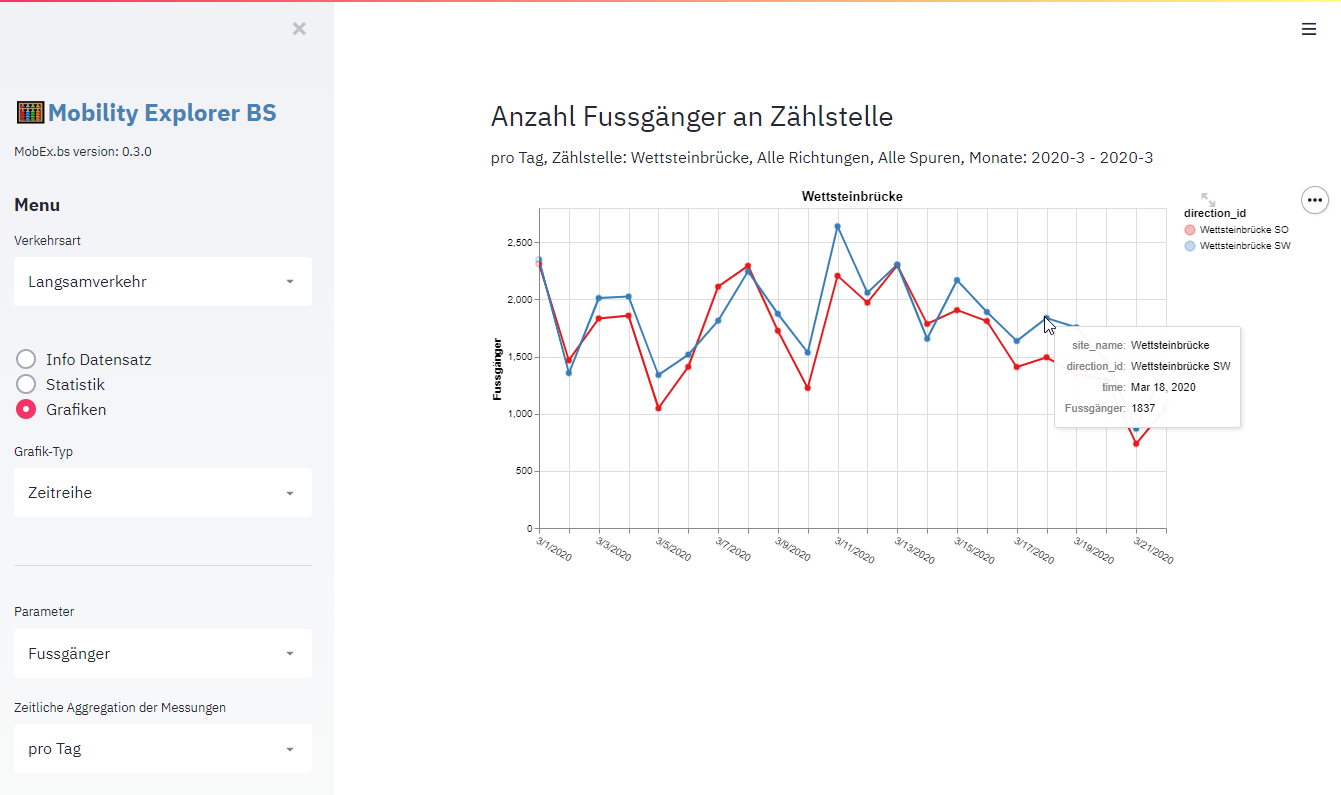 Mobility Explorer BS
MobEx.bs version: 0.3.0
Menu
Verkehrsart
Langsamverkehr
Info Datensatz
Statistik
Grafiken
Grafik-Typ
Zeitreihe
Parameter
Fussgänger
Zeitliche Aggregation der Messungen
pro Tag
Anzahl Fussgänger an Zählstelle
pro Tag, Zählstelle: Wettsteinbrücke, Alle Richtungen, Alle Spuren, Monate: 2020-3 - 2020-3
Wettsteinbrücke
direction_id
Wettsteinbrücke SO
Wettsteinbrücke SW
Fussgänger
2,500
2,000
1,500
1,000
500
0
3/1/2020
3/3/2020
3/5/2020
3/7/2020
3/9/2020
3/11/2020
3/13/2020
3/15/2020
3/17/2020
3/19/2020
3/21/2020
site_name: Wettsteinbrücke
direction_id: Wettsteinbrücke SW
time: Mar 18, 2020
Fussgänger: 1837